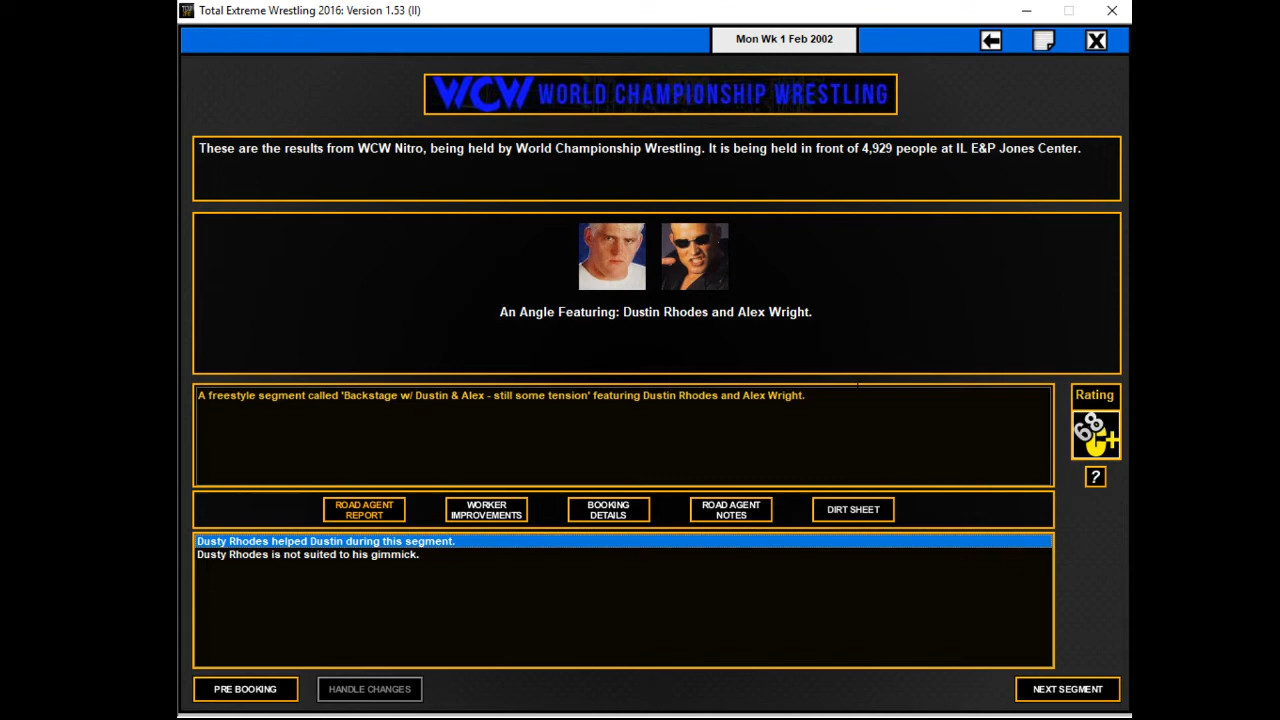 Total Extreme Wrestling 2016: Version 1.53 (II)
Mon Wk 1 Feb 2002
WCW WORLD CHAMPIONSHIP WRESTLING
These are the results from WCW Nitro, being held by World Championship Wrestling. It is being held in front of 4,929 people at IL E&P Jones Center.
An Angle Featuring: Dustin Rhodes and Alex Wright.
A freestyle segment called 'Backstage w/ Dustin & Alex - still some tension' featuring Dustin Rhodes and Alex Wright.
Rating
68
C+
?
ROAD AGENT REPORT
WORKER IMPROVEMENTS
BOOKING DETAILS
ROAD AGENT NOTES
DIRT SHEET
Dusty Rhodes helped Dustin during this segment.
Dusty Rhodes is not suited to his gimmick.
PRE BOOKING
HANDLE CHANGES
NEXT SEGMENT